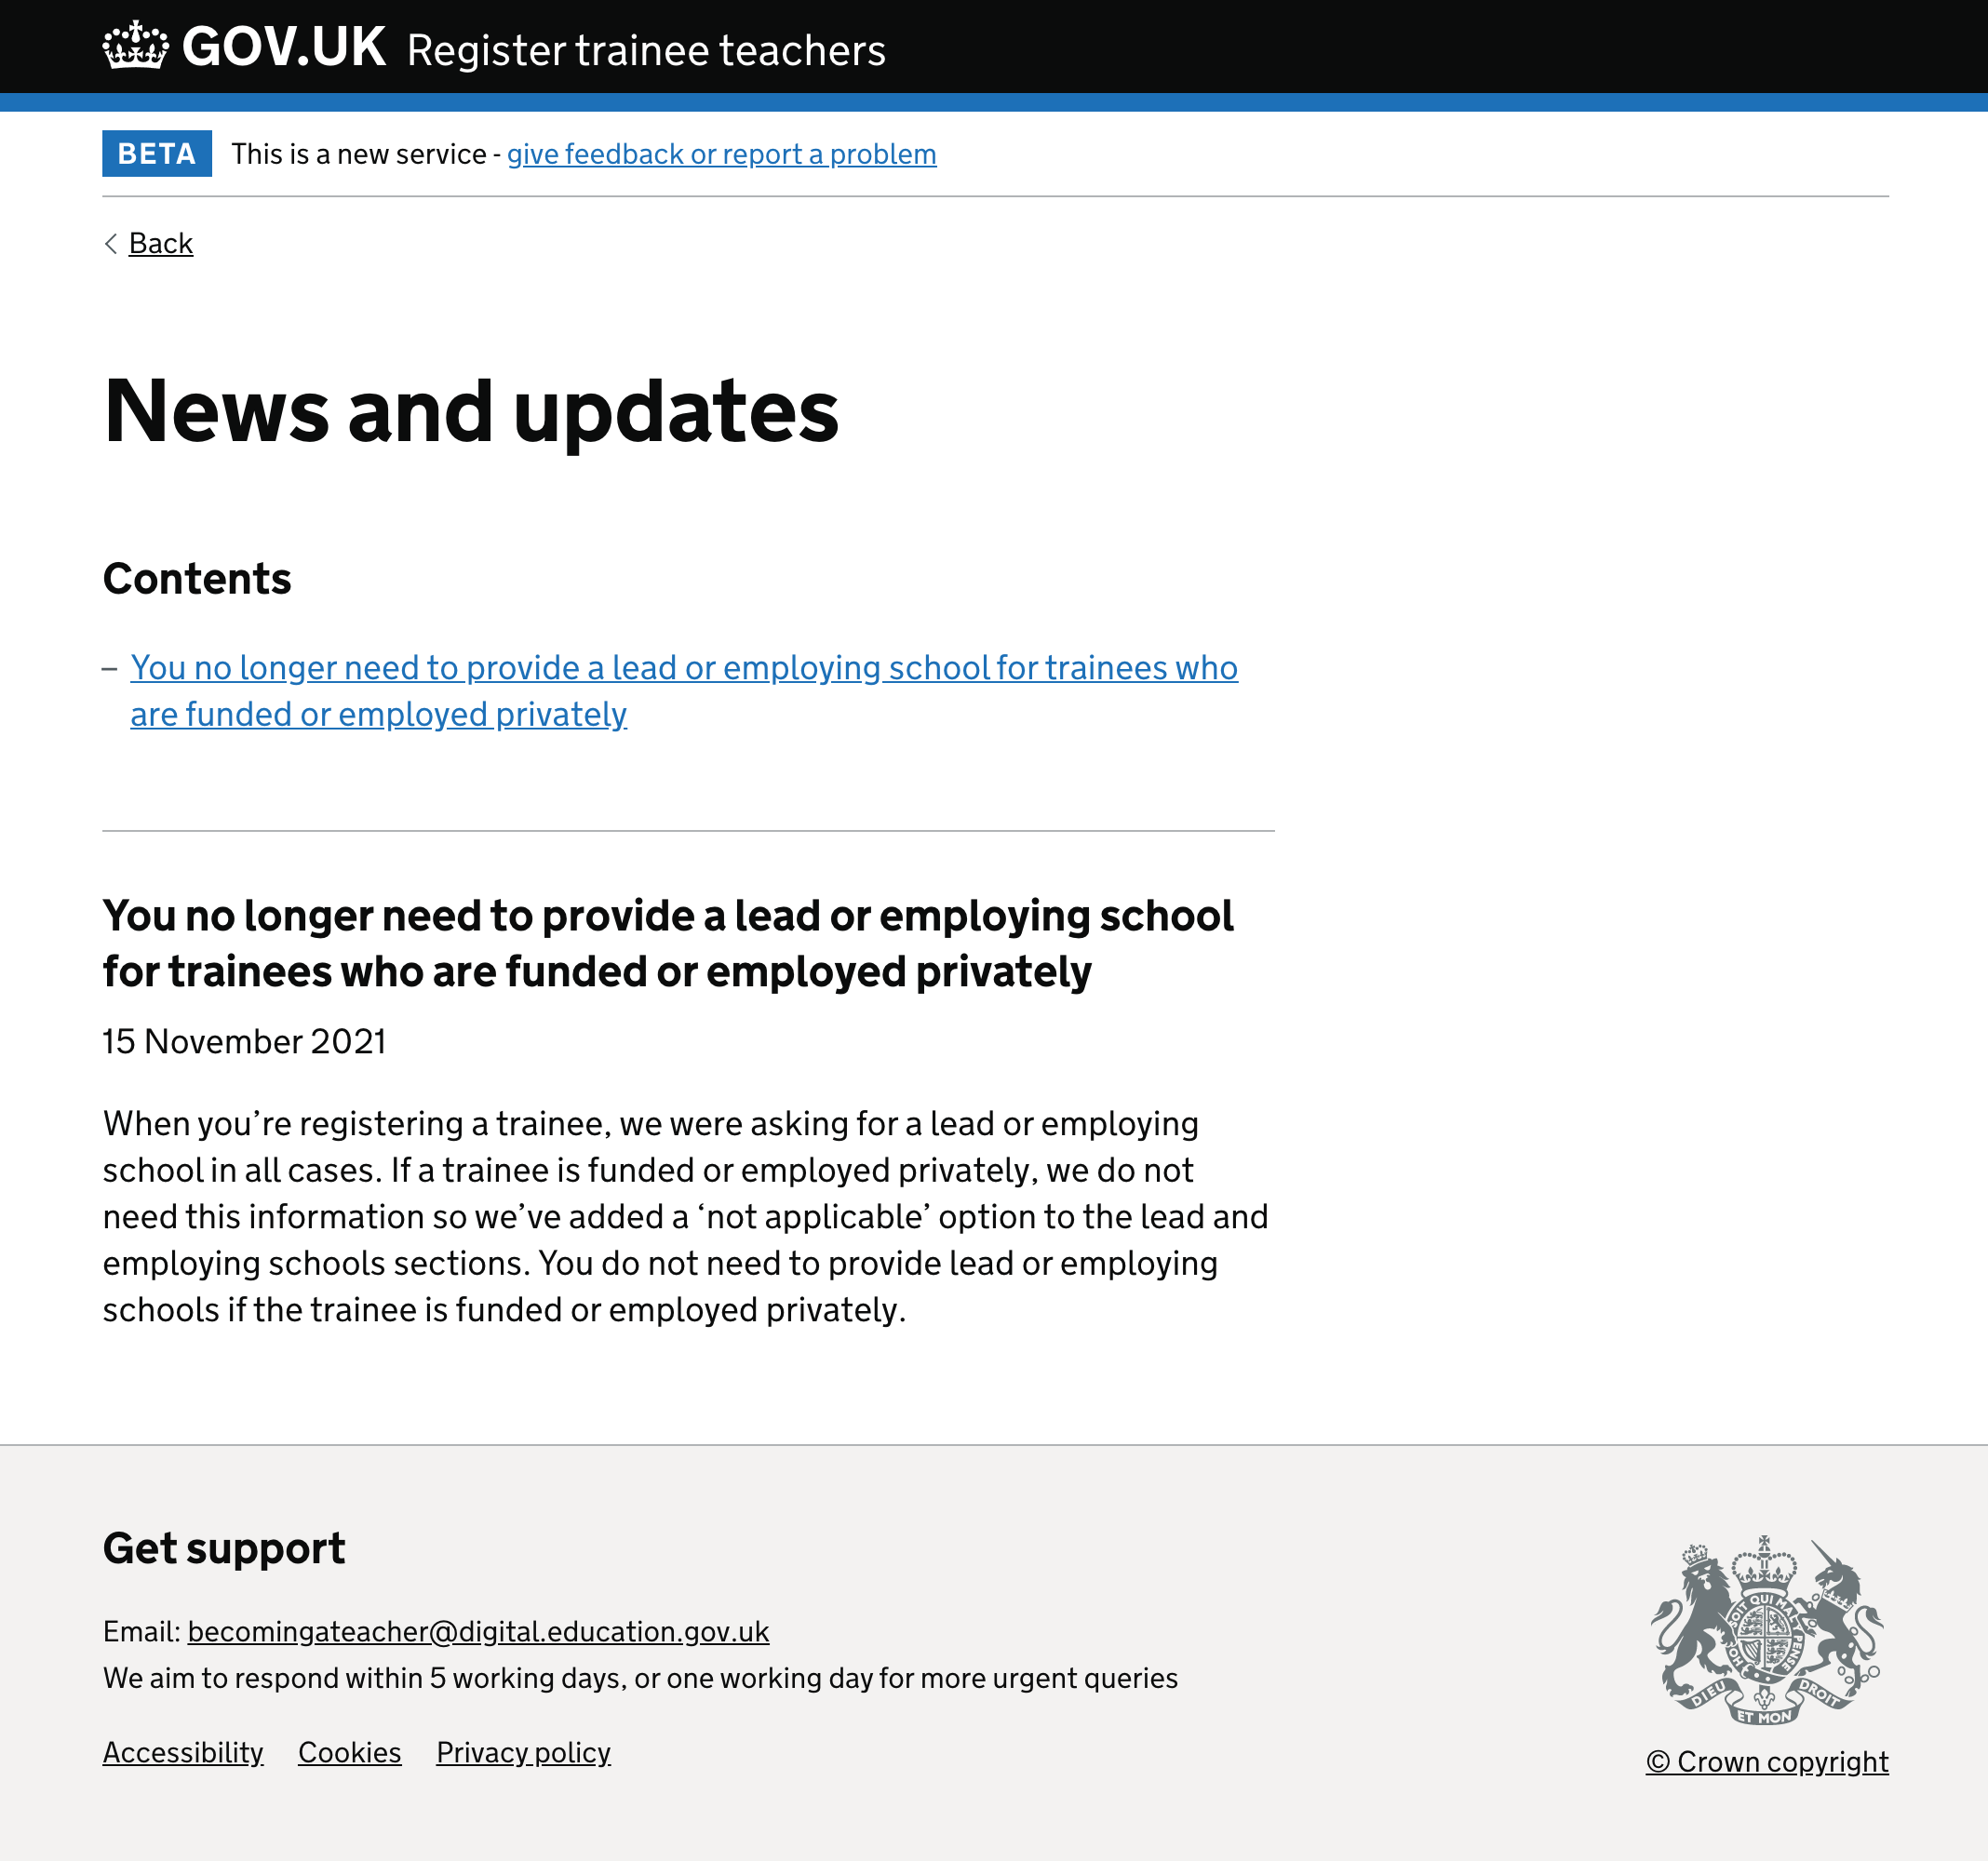 GOV.UK Register trainee teachers
BETA This is a new service - give feedback or report a problem
Back
News and updates
Contents
– You no longer need to provide a lead or employing school for trainees who
are funded or employed privately
You no longer need to provide a lead or employing school
for trainees who are funded or employed privately
15 November 2021
When you’re registering a trainee, we were asking for a lead or employing
school in all cases. If a trainee is funded or employed privately, we do not
need this information so we’ve added a ‘not applicable’ option to the lead and
employing schools sections. You do not need to provide lead or employing
schools if the trainee is funded or employed privately.
Get support
Email: becomingateacher@digital.education.gov.uk
We aim to respond within 5 working days, or one working day for more urgent queries
Accessibility Cookies Privacy policy
SOIT QUI MAL PENSE
HON
DIEU ET MON DROIT
© Crown copyright